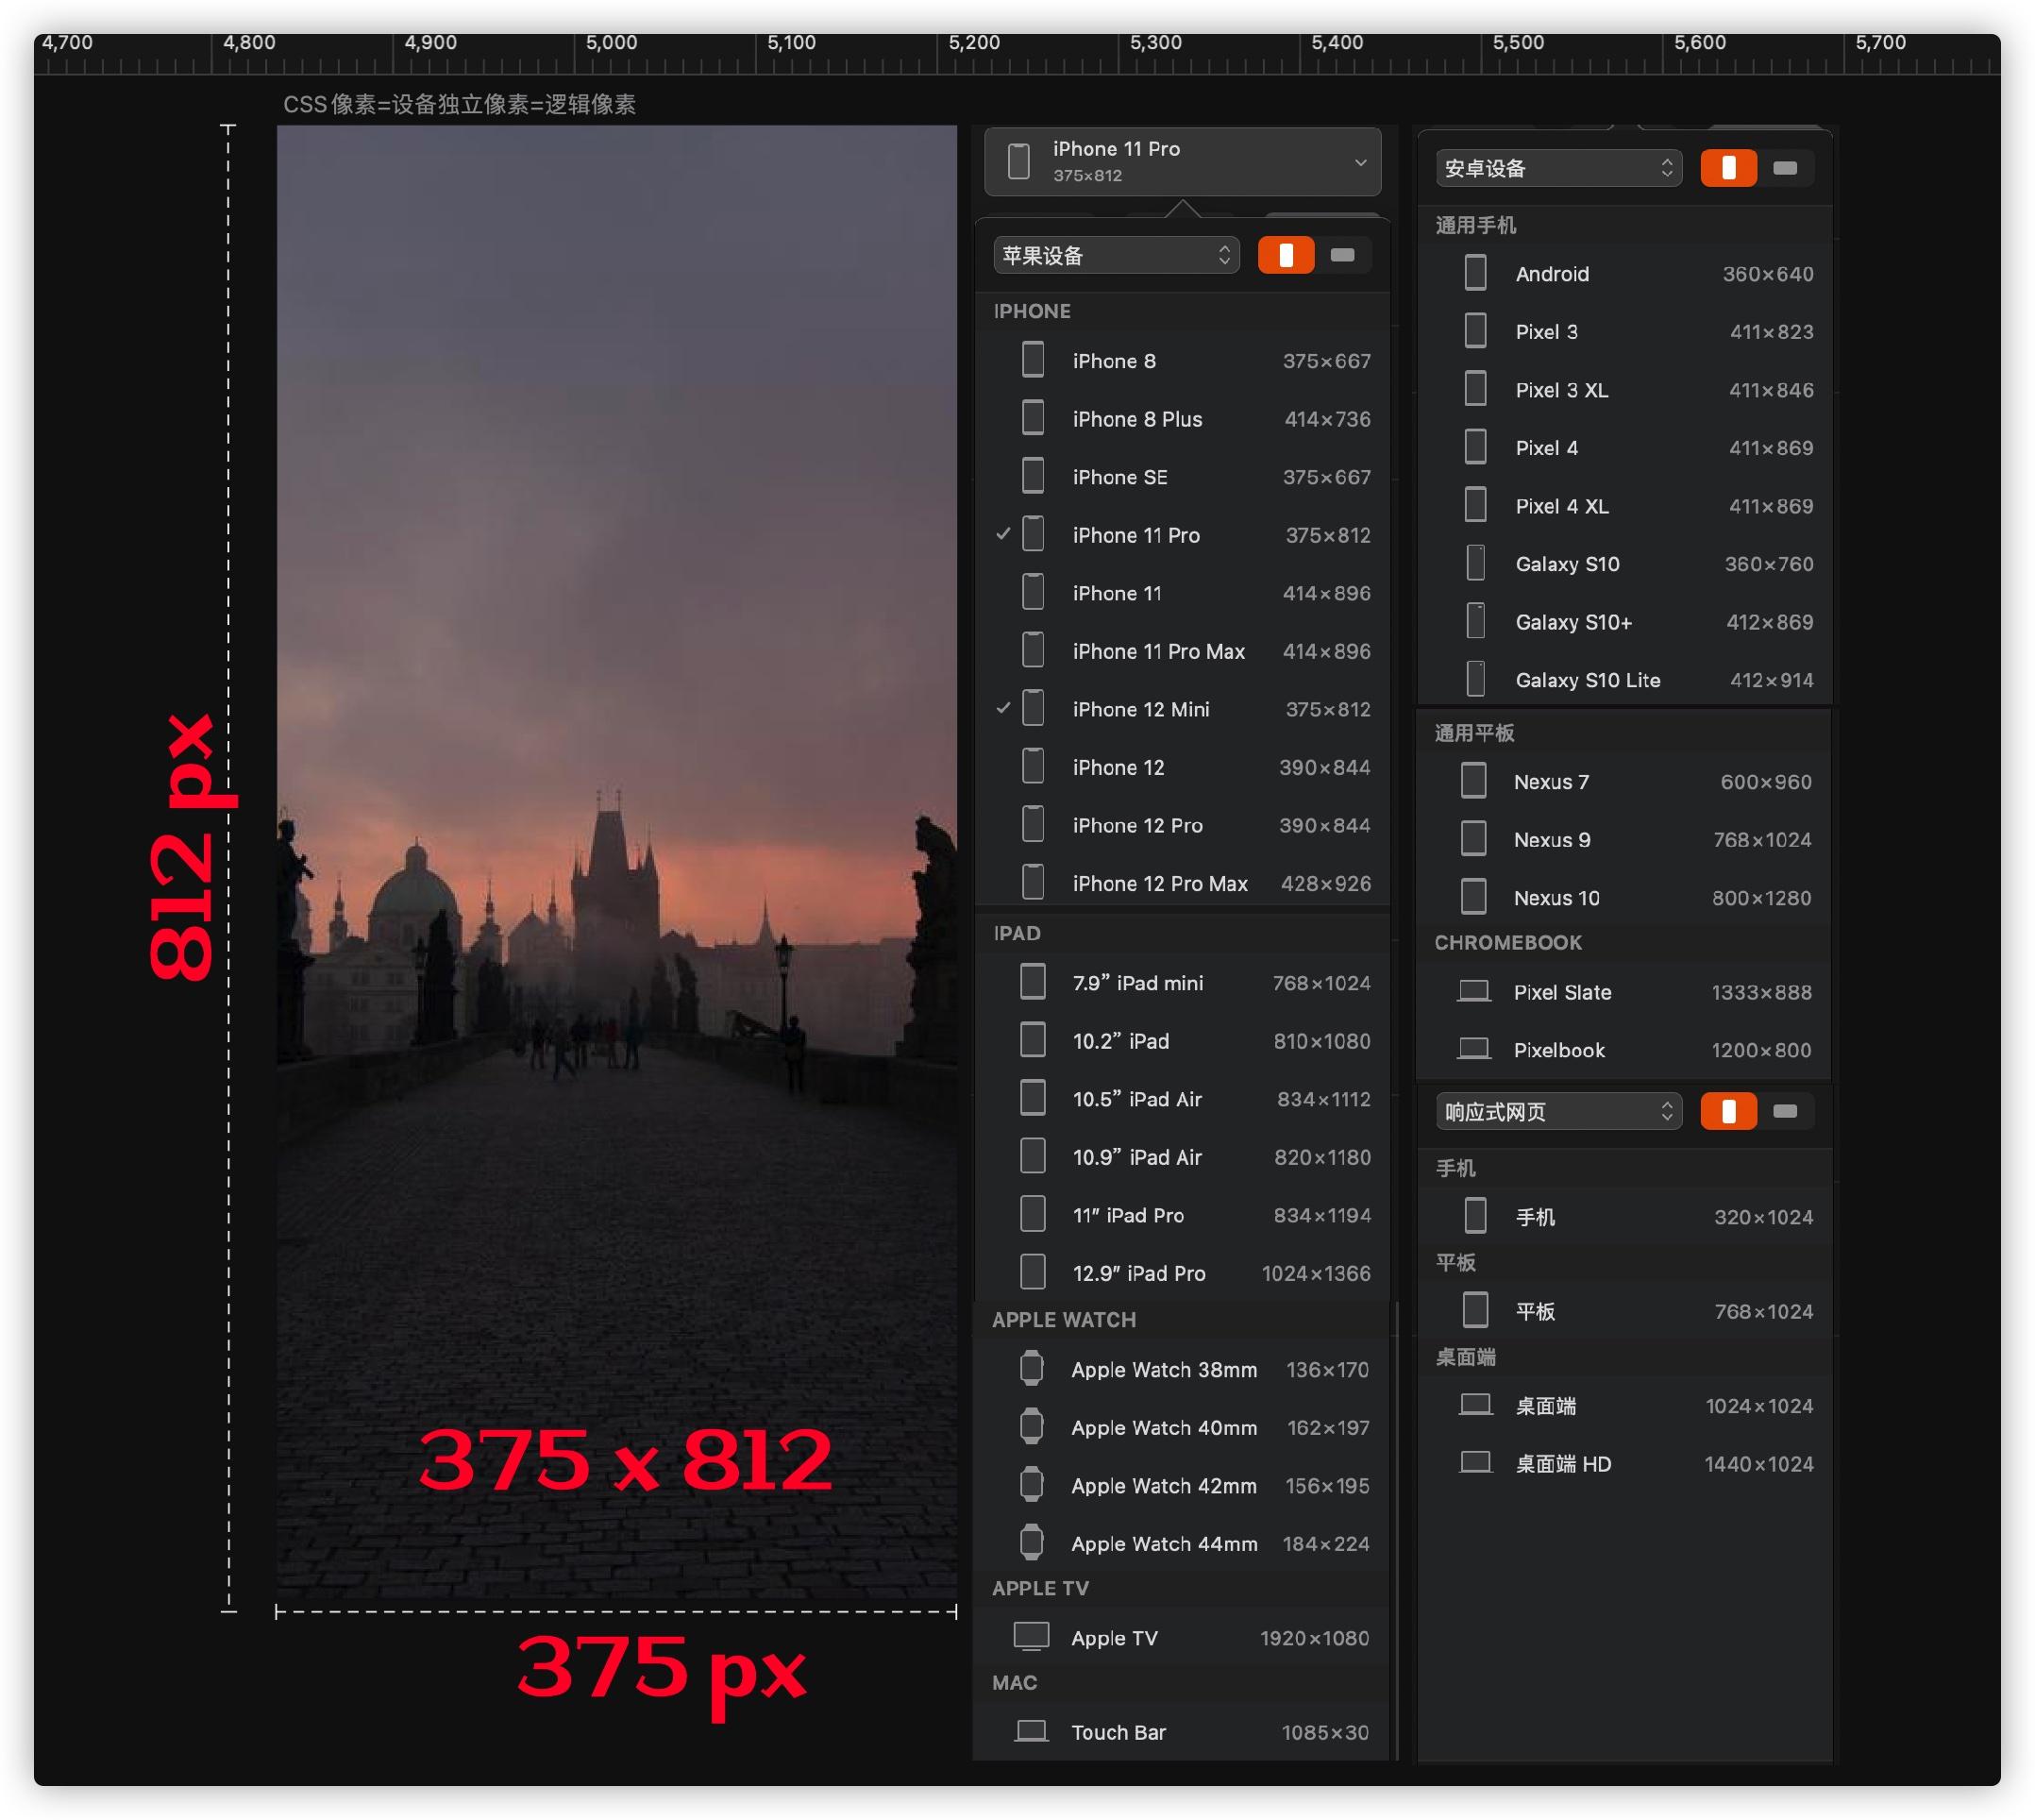 4,700 4,800 4,900 5,000 5,100 5,200 5,300 5,400 5,500 5,600 5,700
CSS像素=设备独立像素=逻辑像素
812 px
375 x 812
375 px
iPhone 11 Pro
375×812
苹果设备
IPHONE
iPhone 8 375×667
iPhone 8 Plus 414×736
iPhone SE 375×667
iPhone 11 Pro 375×812
iPhone 11 414×896
iPhone 11 Pro Max 414×896
iPhone 12 Mini 375×812
iPhone 12 390×844
iPhone 12 Pro 390×844
iPhone 12 Pro Max 428×926
IPAD
7.9” iPad mini 768×1024
10.2” iPad 810×1080
10.5” iPad Air 834×1112
10.9” iPad Air 820×1180
11” iPad Pro 834×1194
12.9” iPad Pro 1024×1366
APPLE WATCH
Apple Watch 38mm 136×170
Apple Watch 40mm 162×197
Apple Watch 42mm 156×195
Apple Watch 44mm 184×224
APPLE TV
Apple TV 1920×1080
MAC
Touch Bar 1085×30
安卓设备
通用手机
Android 360×640
Pixel 3 411×823
Pixel 3 XL 411×846
Pixel 4 411×869
Pixel 4 XL 411×869
Galaxy S10 360×760
Galaxy S10+ 412×869
Galaxy S10 Lite 412×914
通用平板
Nexus 7 600×960
Nexus 9 768×1024
Nexus 10 800×1280
CHROMEBOOK
Pixel Slate 1333×888
Pixelbook 1200×800
响应式网页
手机
手机 320×1024
平板
平板 768×1024
桌面端
桌面端 1024×1024
桌面端 HD 1440×1024